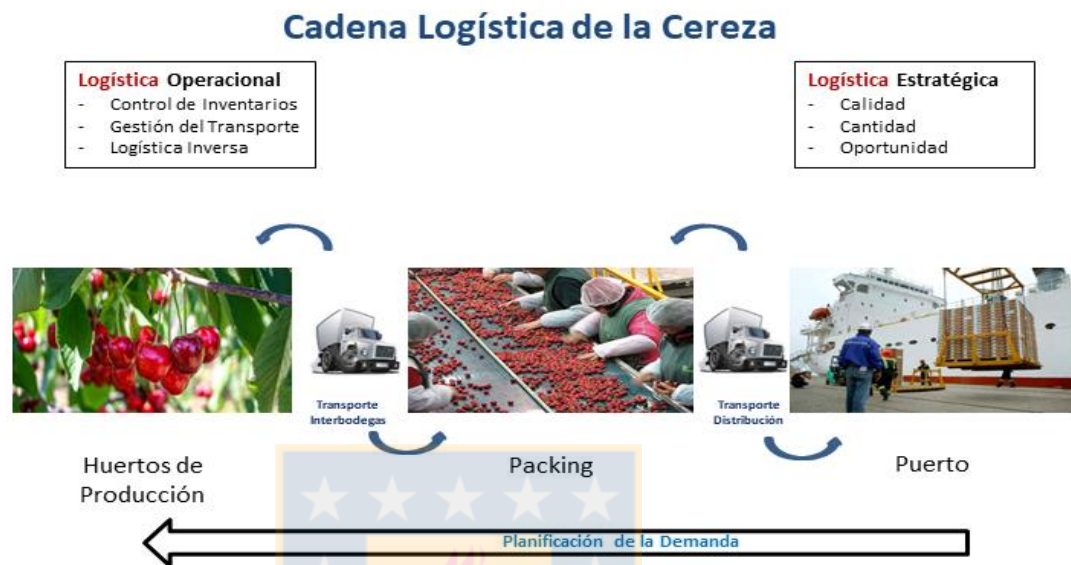 Cadena Logística de la Cereza
Logística Operacional
- Control de Inventarios
- Gestión del Transporte
- Logística Inversa
Logística Estratégica
- Calidad
- Cantidad
- Oportunidad
Transporte
Interbodegas
Transporte
Distribución
Huertos de
Producción
Packing
Puerto
Planificación de la Demanda